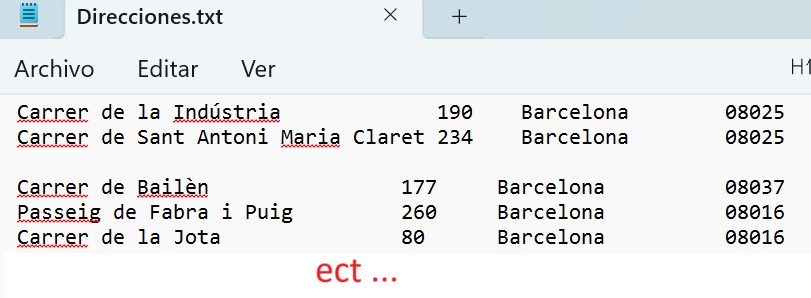 Direcciones.txt
Archivo Editar Ver H1
Carrer de la Indústria 190 Barcelona 08025
Carrer de Sant Antoni Maria Claret 234 Barcelona 08025
Carrer de Bailèn 177 Barcelona 08037
Passeig de Fabra i Puig 260 Barcelona 08016
Carrer de la Jota 80 Barcelona 08016
ect ...